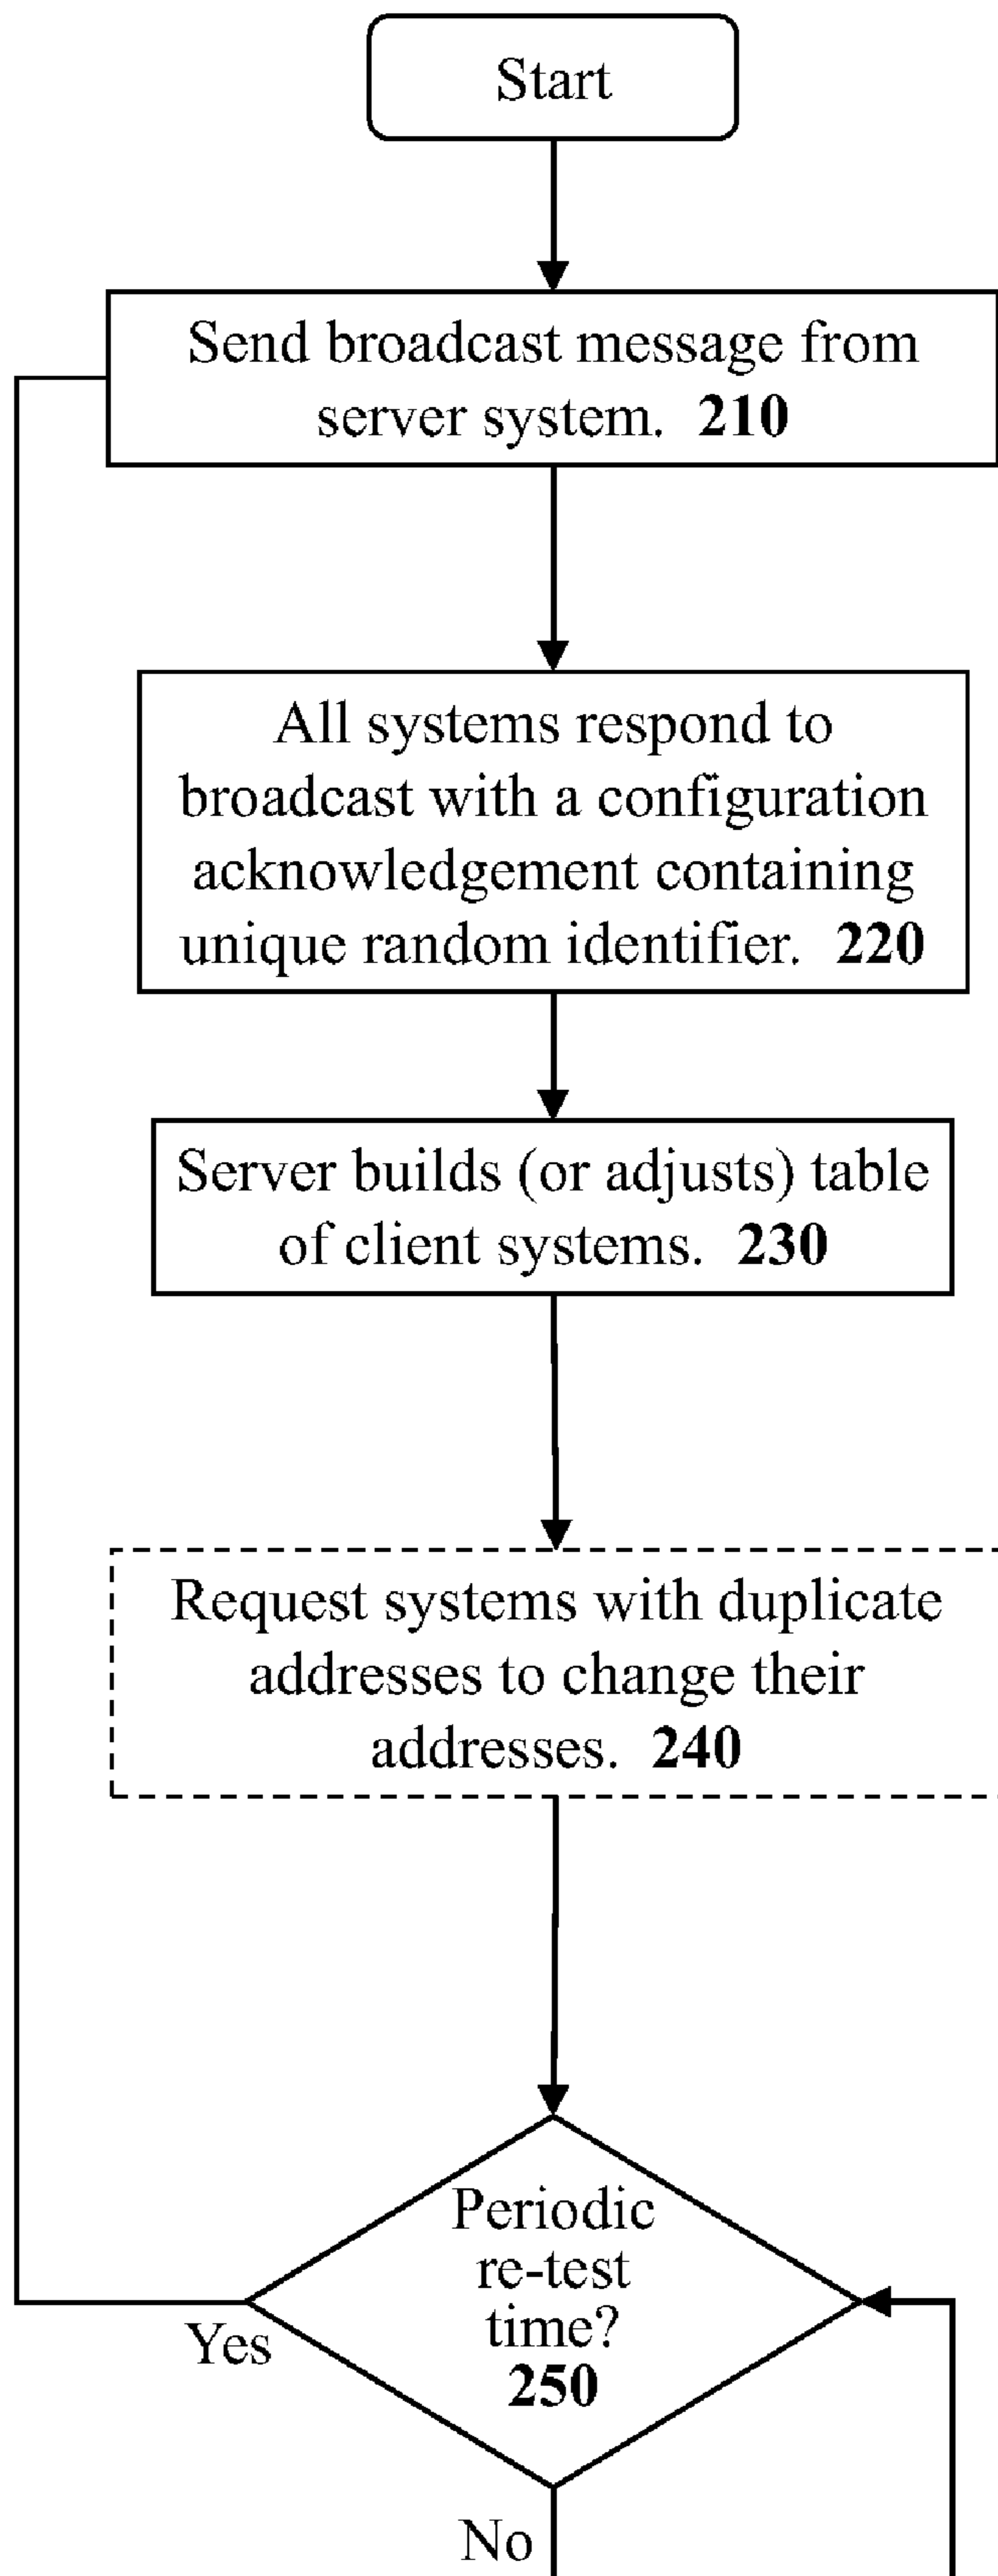 Start
Send broadcast message from
server system. 210
All systems respond to
broadcast with a configuration
acknowledgement containing
unique random identifier. 220
Server builds (or adjusts) table
of client systems. 230
Request systems with duplicate
addresses to change their
addresses. 240
Periodic
re-test
time?
250
Yes
No